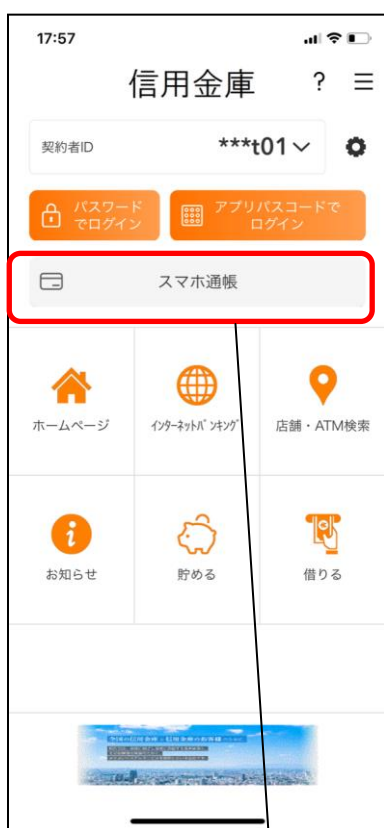 17:57
信用金庫 ?
契約者ID ***t01
パスワード
でログイン
アプリパスコードで
ログイン
スマホ通帳
ホームページ
インターネットバンキング
店舗・ATM検索
お知らせ
貯める
借りる